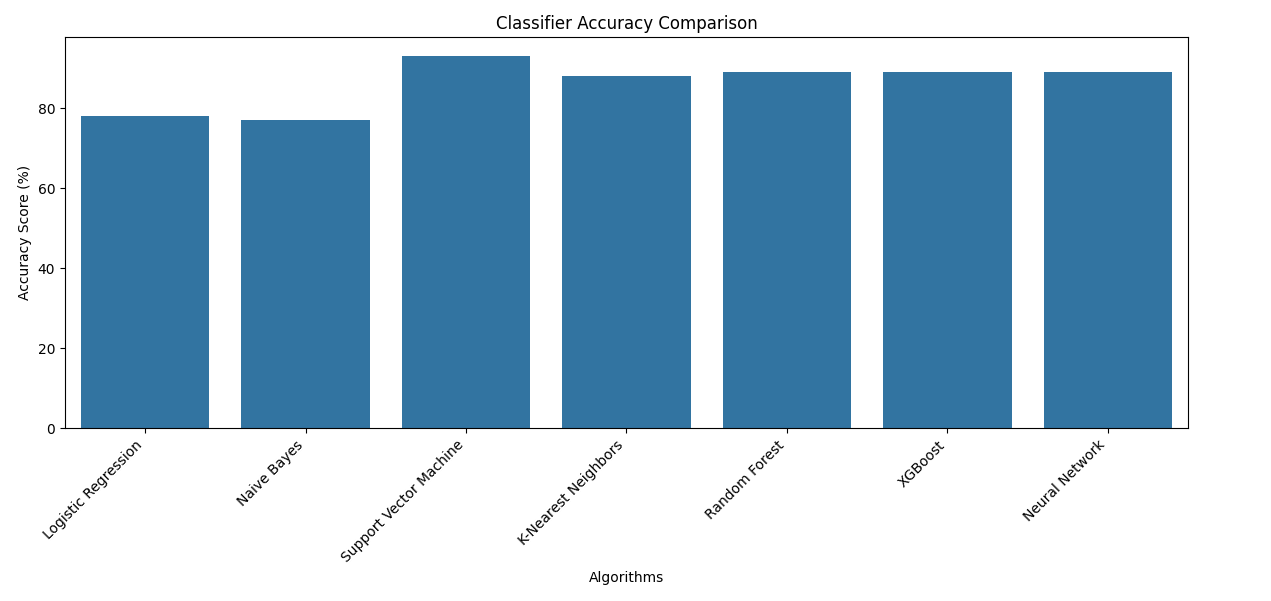 Classifier Accuracy Comparison
Accuracy Score (%)
80
60
40
20
0
Logistic Regression
Naive Bayes
Support Vector Machine
K-Nearest Neighbors
Random Forest
XGBoost
Neural Network
Algorithms